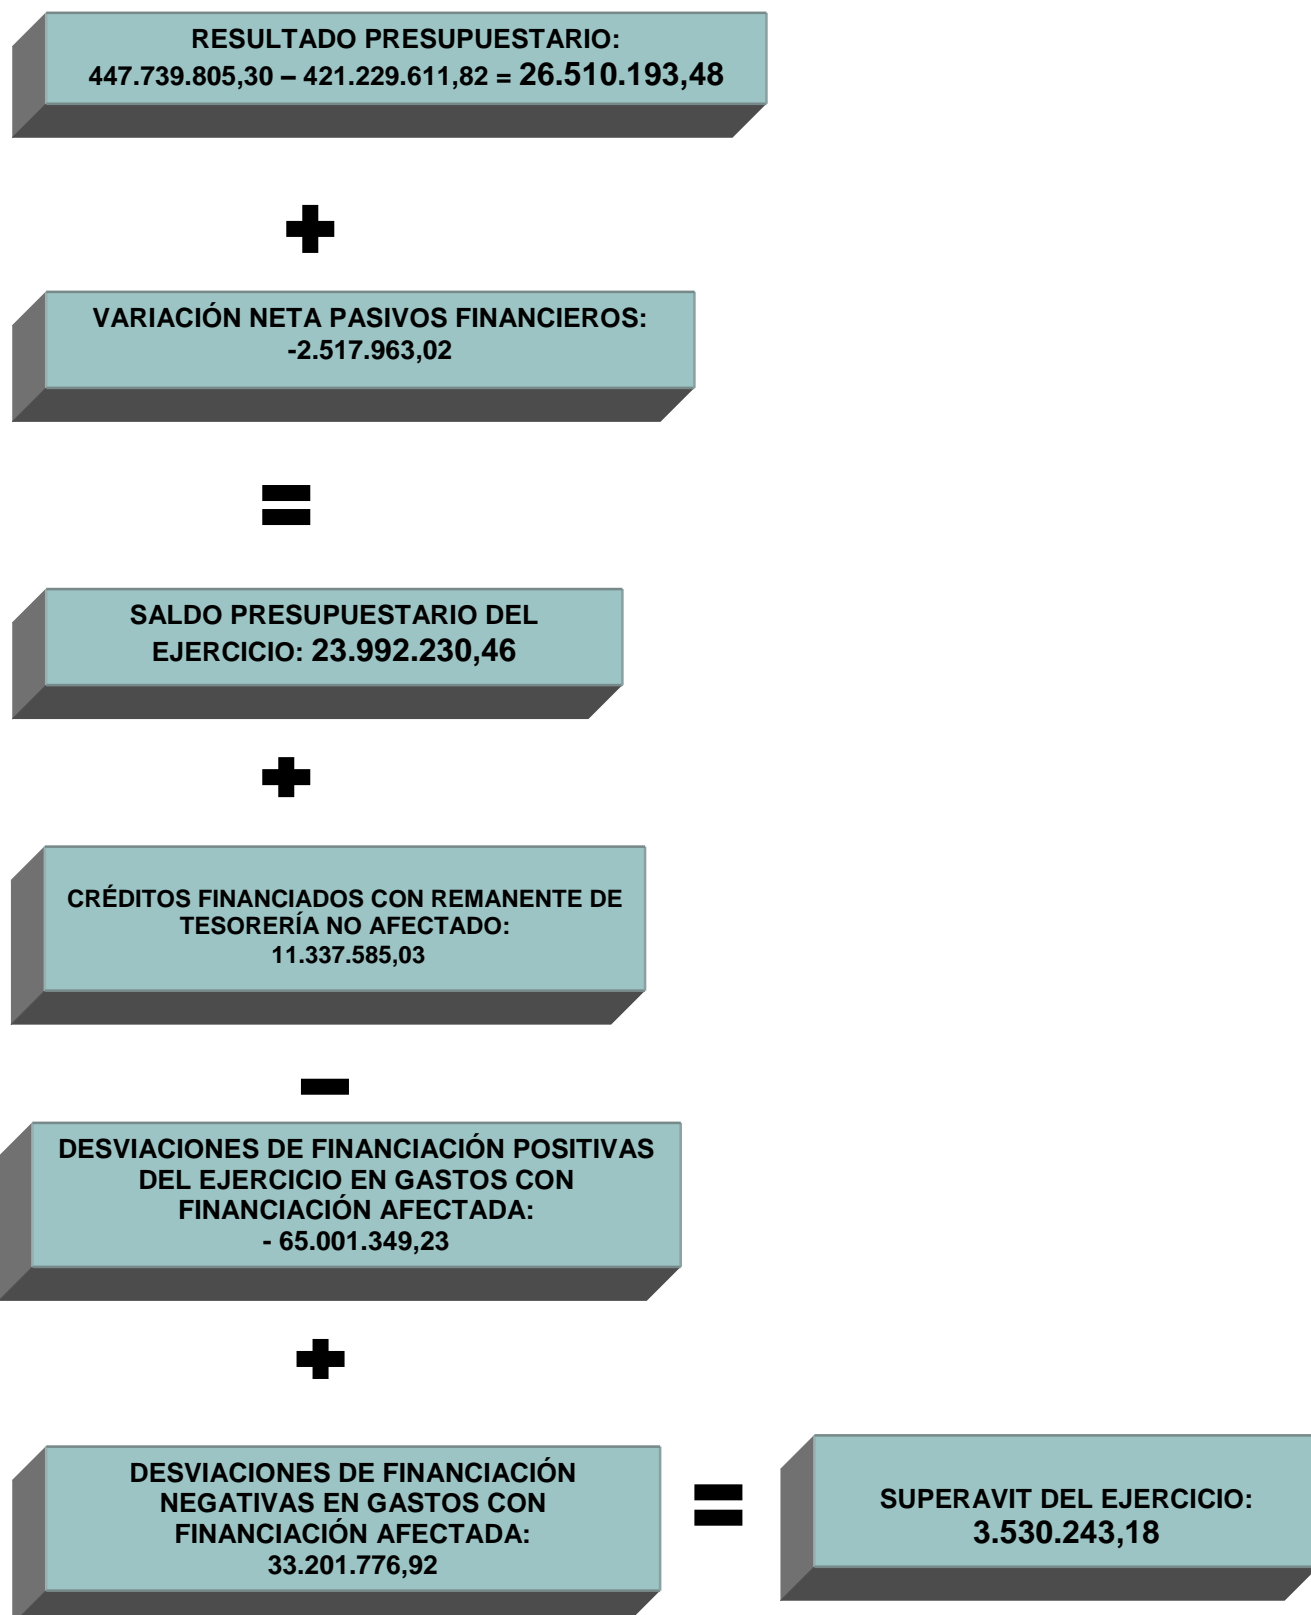 RESULTADO PRESUPUESTARIO:
447.739.805,30 – 421.229.611,82 = 26.510.193,48
+
VARIACIÓN NETA PASIVOS FINANCIEROS:
-2.517.963,02
=
SALDO PRESUPUESTARIO DEL
EJERCICIO: 23.992.230,46
+
CRÉDITOS FINANCIADOS CON REMANENTE DE
TESORERÍA NO AFECTADO:
11.337.585,03
–
DESVIACIONES DE FINANCIACIÓN POSITIVAS
DEL EJERCICIO EN GASTOS CON
FINANCIACIÓN AFECTADA:
- 65.001.349,23
+
DESVIACIONES DE FINANCIACIÓN
NEGATIVAS EN GASTOS CON
FINANCIACIÓN AFECTADA:
33.201.776,92
=
SUPERAVIT DEL EJERCICIO:
3.530.243,18